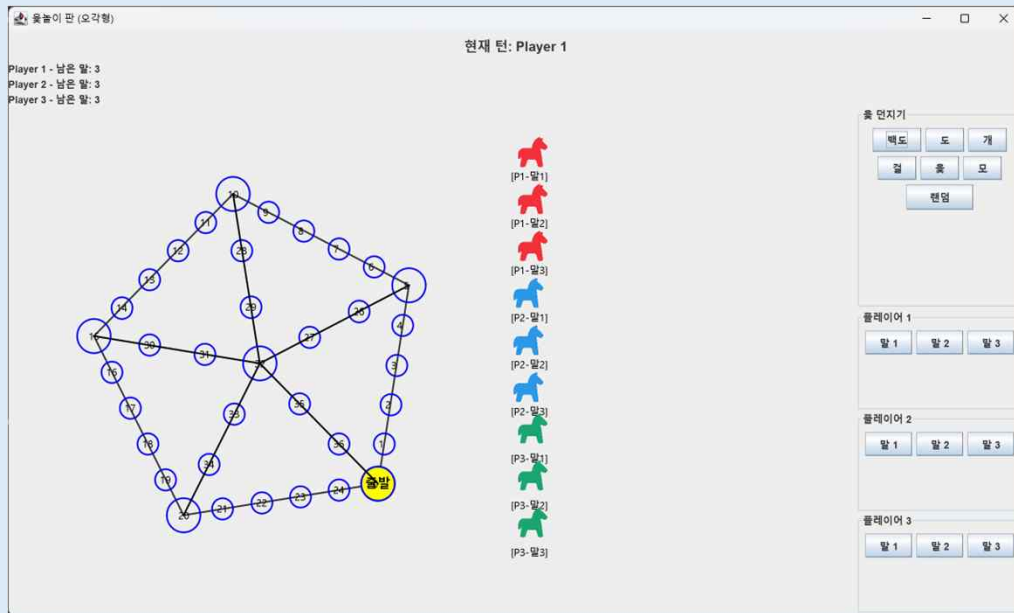 윷놀이 판 (오각형)
현재 턴: Player 1
Player 1 - 남은 말: 3
Player 2 - 남은 말: 3
Player 3 - 남은 말: 3
윷 던지기
백도 도 개
걸 윷 모
랜덤
[P1-말1]
[P1-말2]
[P1-말3]
[P2-말1]
[P2-말2]
[P2-말3]
[P3-말1]
[P3-말2]
[P3-말3]
10
9
11
8
12
28
7
6
13
5
26
14
29
4
27
15
30
31
32
3
16
35
2
17
33
18
36
1
34
19
출발
24
23
22
21
20
플레이어 1
말 1 말 2 말 3
플레이어 2
말 1 말 2 말 3
플레이어 3
말 1 말 2 말 3